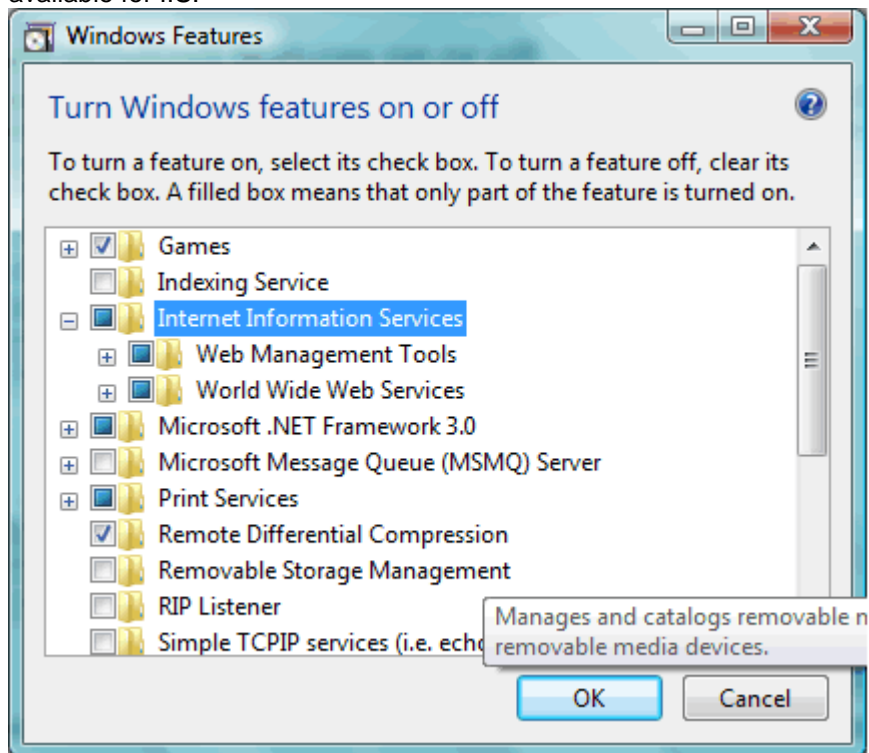 Windows Features
Turn Windows features on or off
To turn a feature on, select its check box. To turn a feature off, clear its
check box. A filled box means that only part of the feature is turned on.
Games
Indexing Service
Internet Information Services
Web Management Tools
World Wide Web Services
Microsoft .NET Framework 3.0
Microsoft Message Queue (MSMQ) Server
Print Services
Remote Differential Compression
Removable Storage Management
RIP Listener
Simple TCPIP services (i.e. echo
Manages and catalogs removable
removable media devices.
OK
Cancel